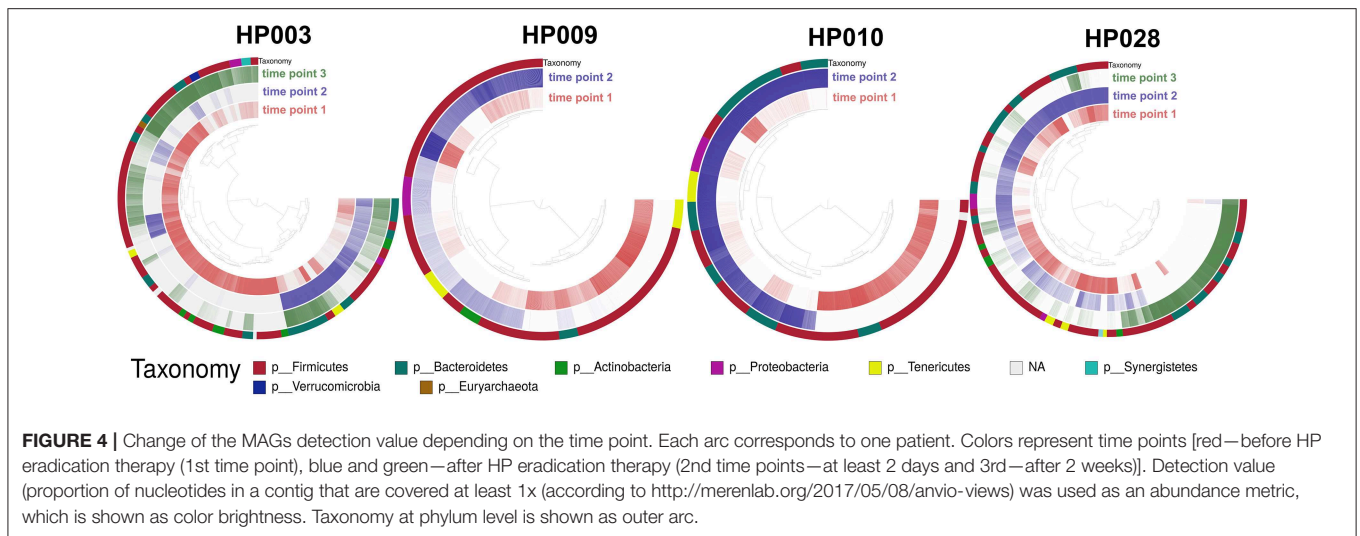 HP003
HP009
HP010
HP028
Taxonomy
time point 3
time point 2
time point 1
Taxonomy
time point 2
time point 1
Taxonomy
time point 2
time point 1
Taxonomy
time point 3
time point 2
time point 1
Taxonomy
p__Firmicutes
p__Bacteroidetes
p__Actinobacteria
p__Proteobacteria
p__Tenericutes
NA
p__Synergistetes
p__Verrucomicrobia
p__Euryarchaeota
FIGURE 4 | Change of the MAGs detection value depending on the time point. Each arc corresponds to one patient. Colors represent time points [red—before HP
eradication therapy (1st time point), blue and green—after HP eradication therapy (2nd time points—at least 2 days and 3rd—after 2 weeks)]. Detection value
(proportion of nucleotides in a contig that are covered at least 1x (according to http://merenlab.org/2017/05/08/anvio-views) was used as an abundance metric,
which is shown as color brightness. Taxonomy at phylum level is shown as outer arc.